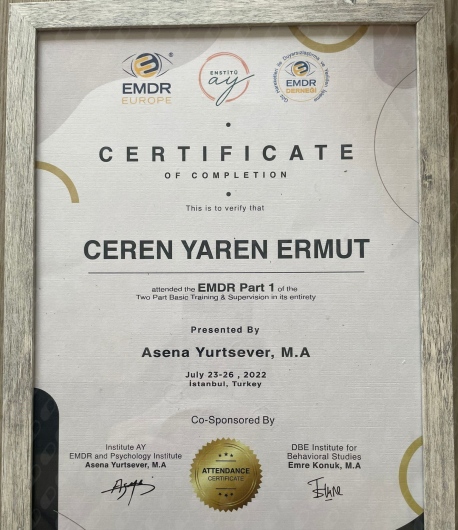 EMDR
EUROPE
®
ENSTİTÜ
ay
EMDR
DERNEĞİ
CERTIFICATE
OF COMPLETION
This is to verify that
CEREN YAREN ERMUT
attended the EMDR Part 1 of the
Two Part Basic Training & Supervision in its entirety
Presented By
Asena Yurtsever, M.A
July 23-26 , 2022
İstanbul, Turkey
Co-Sponsored By
Institute AY
EMDR and Psychology Institute
Asena Yurtsever, M.A
ATTENDANCE
CERTIFICATE
DBE Institute for
Behavioral Studies
Emre Konuk, M.A